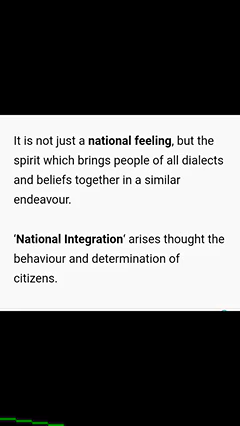 It is not just a national feeling, but the
spirit which brings people of all dialects
and beliefs together in a similar
endeavour.
‘National Integration’ arises thought the
behaviour and determination of
citizens.